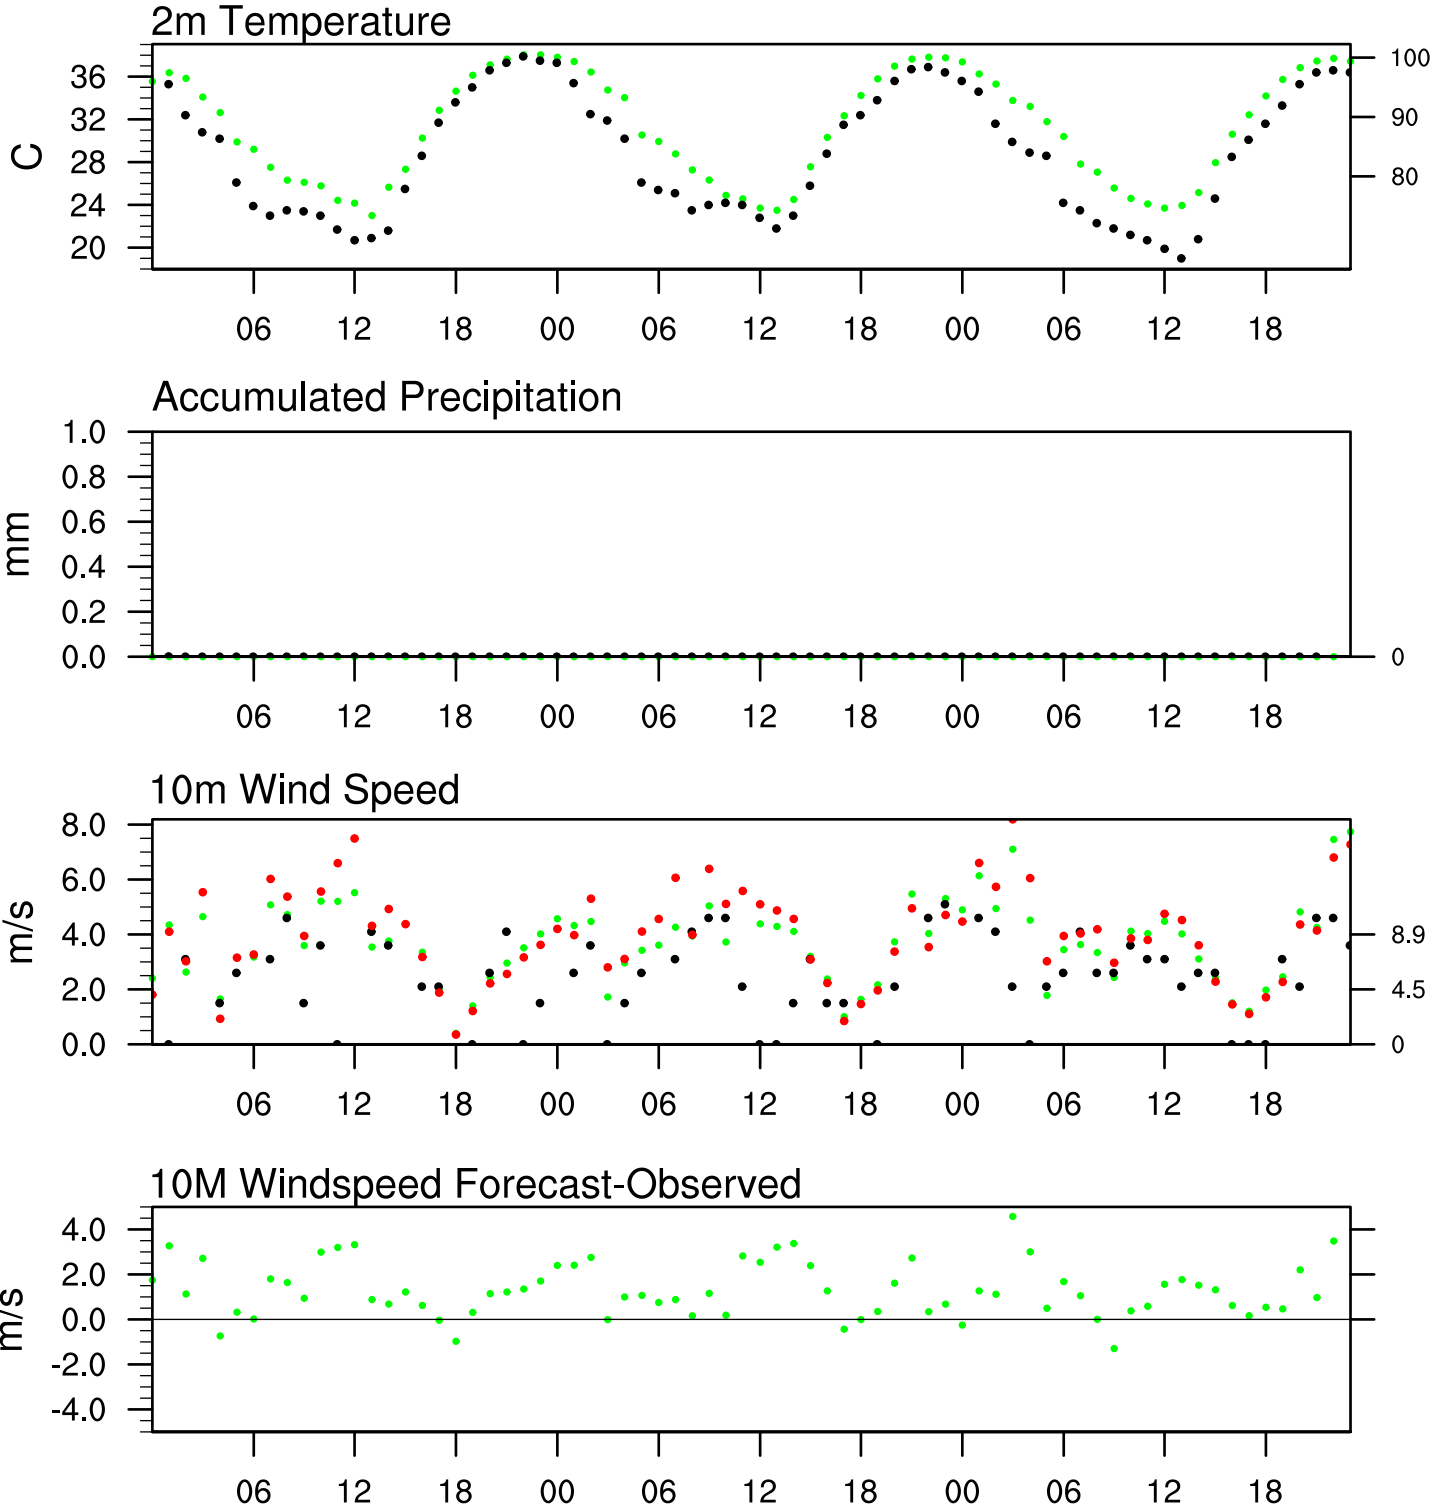 2m Temperature
36
32
28
24
20
C
100
90
80
06 12 18 00 06 12 18 00 06 12 18
Accumulated Precipitation
1.0
0.8
0.6
0.4
0.2
0.0
mm
0
06 12 18 00 06 12 18 00 06 12 18
10m Wind Speed
8.0
6.0
4.0
2.0
0.0
m/s
8.9
4.5
0
06 12 18 00 06 12 18 00 06 12 18
10M Windspeed Forecast-Observed
4.0
2.0
0.0
-2.0
-4.0
m/s
06 12 18 00 06 12 18 00 06 12 18